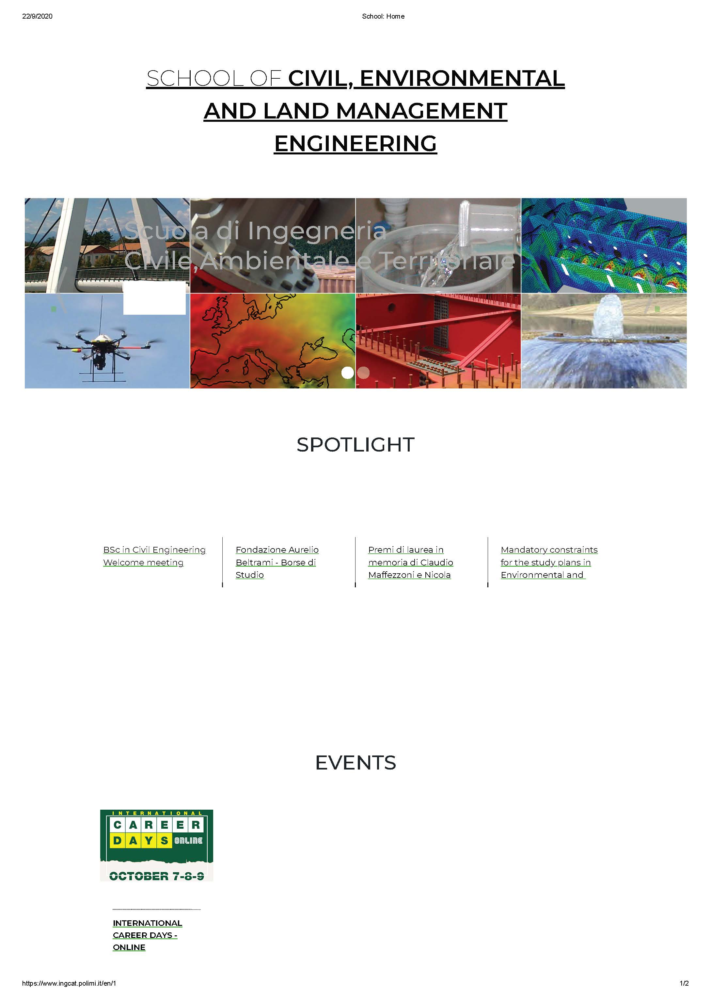 22/9/2020 School: Home
SCHOOL OF CIVIL, ENVIRONMENTAL
AND LAND MANAGEMENT
ENGINEERING
Scuola di Ingegneria
Civile,Ambientale e Territoriale
SPOTLIGHT
BSc in Civil Engineering
Welcome meeting
Fondazione Aurelio
Beltrami - Borse di
Studio
Premi di laurea in
memoria di Claudio
Maffezzoni e Nicola
Mandatory constraints
for the study plans in
Environmental and
EVENTS
INTERNATIONAL
CAREER
DAYS ONLINE
OCTOBER 7-8-9
INTERNATIONAL
CAREER DAYS -
ONLINE
https://www.ingcat.polimi.it/en/1 1/2